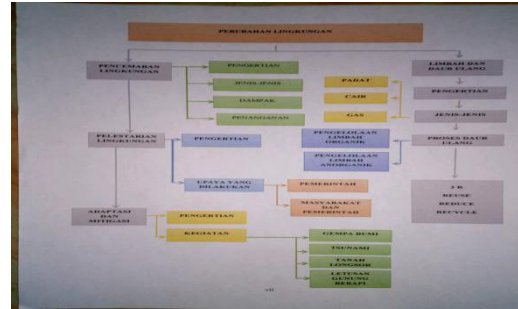 PERUBAHAN LINGKUNGAN
PENCEMARAN
LINGKUNGAN
PENGERTIAN
JENIS-JENIS
DAMPAK
PENANGANAN
LIMBAH DAN
DAUR ULANG
PENGERTIAN
JENIS-JENIS
PADAT
CAIR
GAS
PROSES DAUR
ULANG
PENGELOLAAN
LIMBAH
ORGANIK
PENGELOLAAN
LIMBAH
ANORGANIK
3 R
REUSE
REDUCE
RECYCLE
PELESTARIAN
LINGKUNGAN
PENGERTIAN
UPAYA YANG
DILAKUKAN
PEMERINTAH
MASYARAKAT
DAN
PEMERINTAH
ADAPTASI
DAN
MITIGASI
PENGERTIAN
KEGIATAN
GEMPA BUMI
TSUNAMI
TANAH
LONGSOR
LETUSAN
GUNUNG
BERAPI